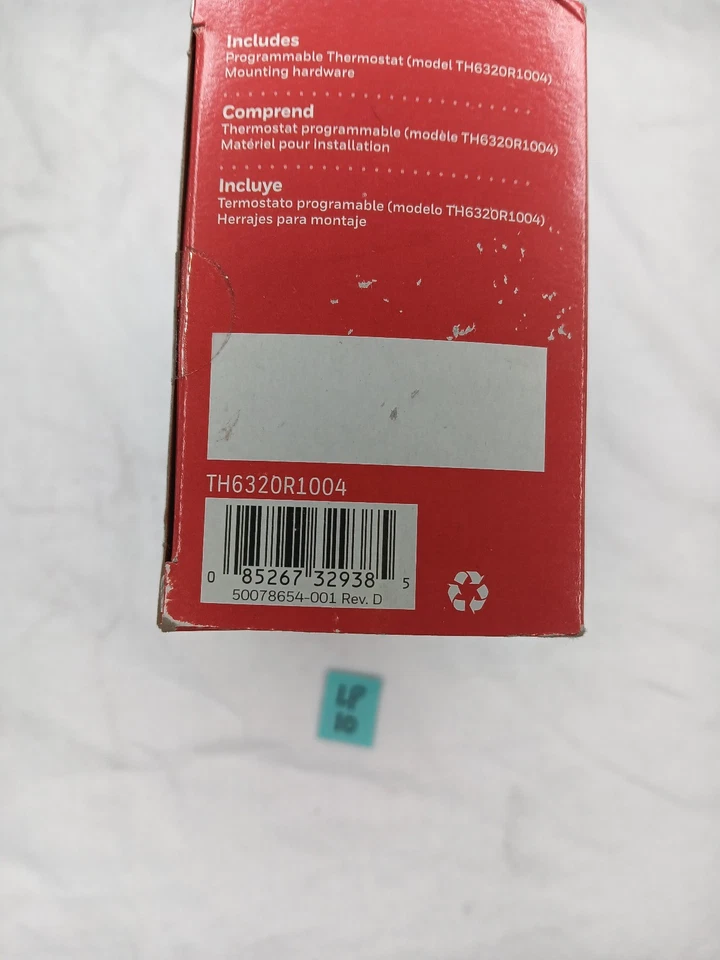 Includes
Programmable Thermostat (model TH6320R1004)
Mounting hardware
Comprend
Thermostat programmable (modèle TH6320R1004)
Matériel pour installation
Incluye
Termostato programable (modelo TH6320R1004)
Herrajes para montaje
TH6320R1004
0 85267 32938 5
50078654-001 Rev. D
LP
10